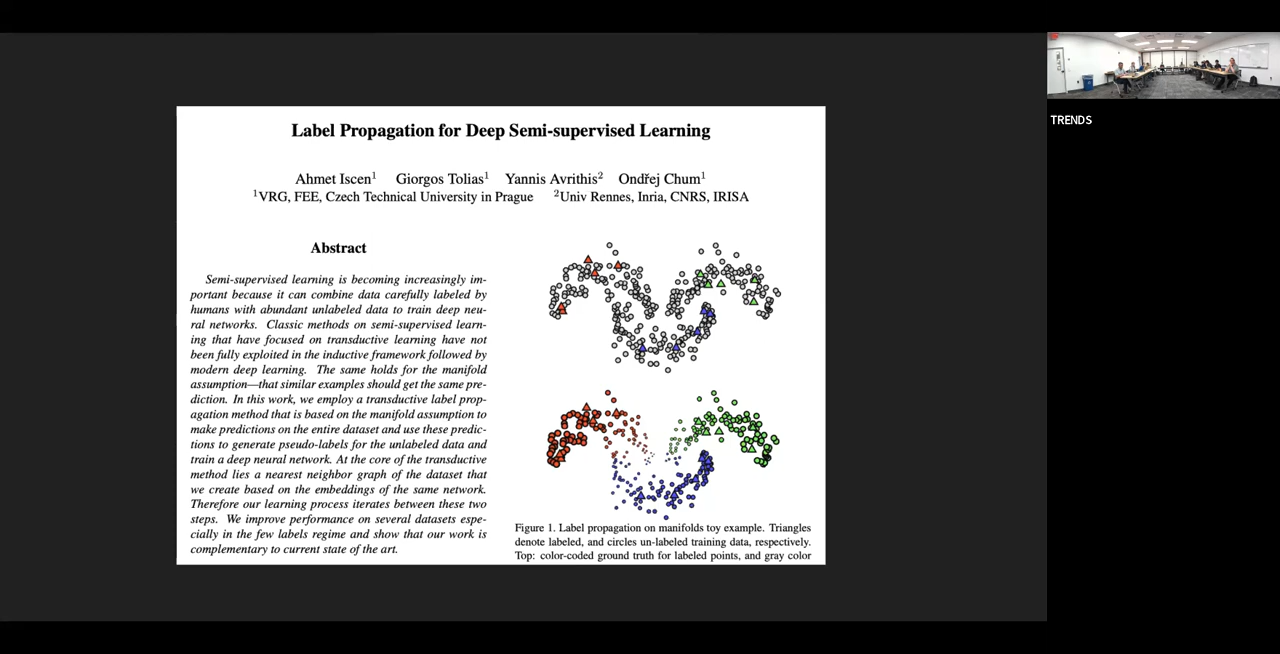 Label Propagation for Deep Semi-supervised Learning
Ahmet Iscen¹ Giorgos Tolias¹ Yannis Avrithis² Ondřej Chum¹
¹VRG, FEE, Czech Technical University in Prague ²Univ Rennes, Inria, CNRS, IRISA
Abstract
Semi-supervised learning is becoming increasingly im-
portant because it can combine data carefully labeled by
humans with abundant unlabeled data to train deep neu-
ral networks. Classic methods on semi-supervised learn-
ing that have focused on transductive learning have not
been fully exploited in the inductive framework followed by
modern deep learning. The same holds for the manifold
assumption—that similar examples should get the same pre-
diction. In this work, we employ a transductive label prop-
agation method that is based on the manifold assumption to
make predictions on the entire dataset and use these predic-
tions to generate pseudo-labels for the unlabeled data and
train a deep neural network. At the core of the transductive
method lies a nearest neighbor graph of the dataset that
we create based on the embeddings of the same network.
Therefore our learning process iterates between these two
steps. We improve performance on several datasets espe-
cially in the few labels regime and show that our work is
complementary to current state of the art.
Figure 1. Label propagation on manifolds toy example. Triangles
denote labeled, and circles un-labeled training data, respectively.
Top: color-coded ground truth for labeled points, and gray color
TRENDS